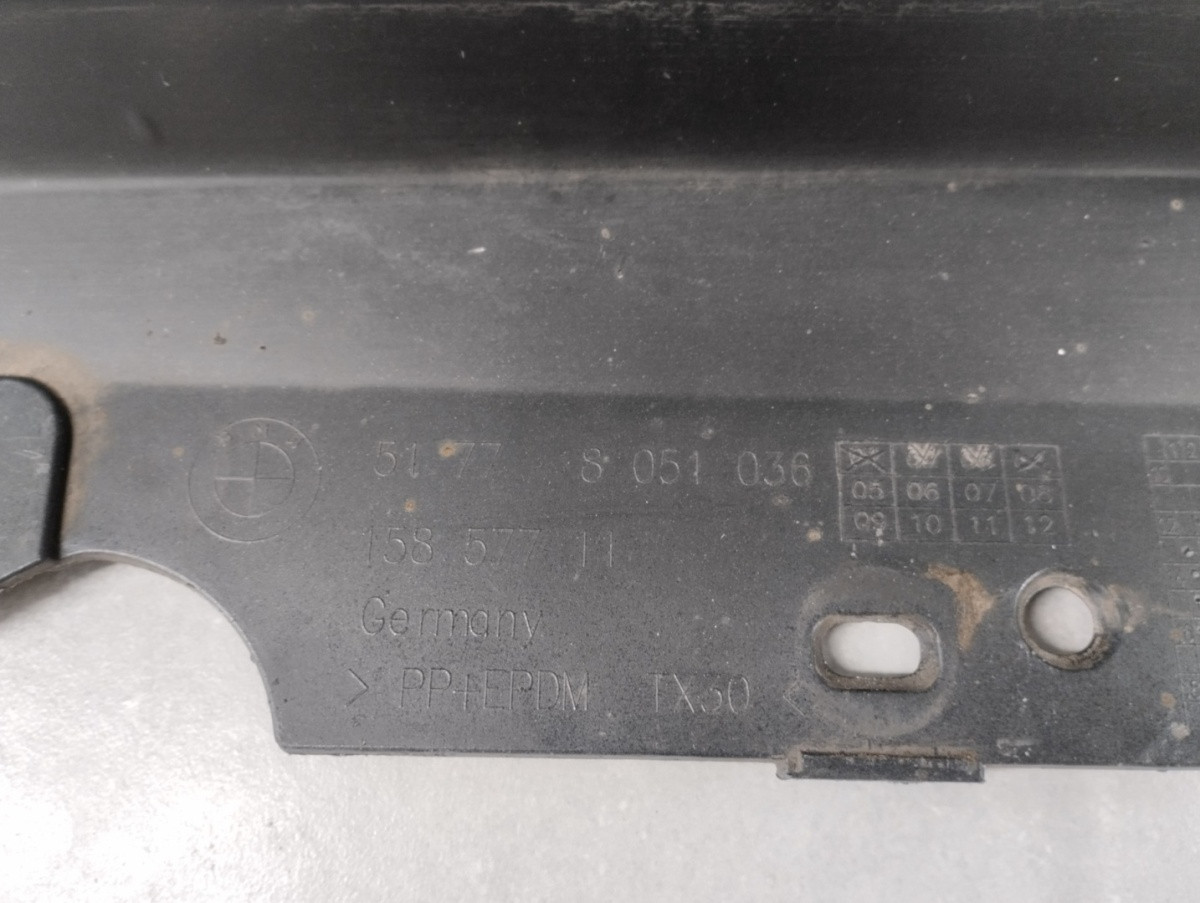 BMW
51 77 8 051 036
158 577 11
Germany
> PP+EPDM TX30 <
05 06 07 08
09 10 11 12